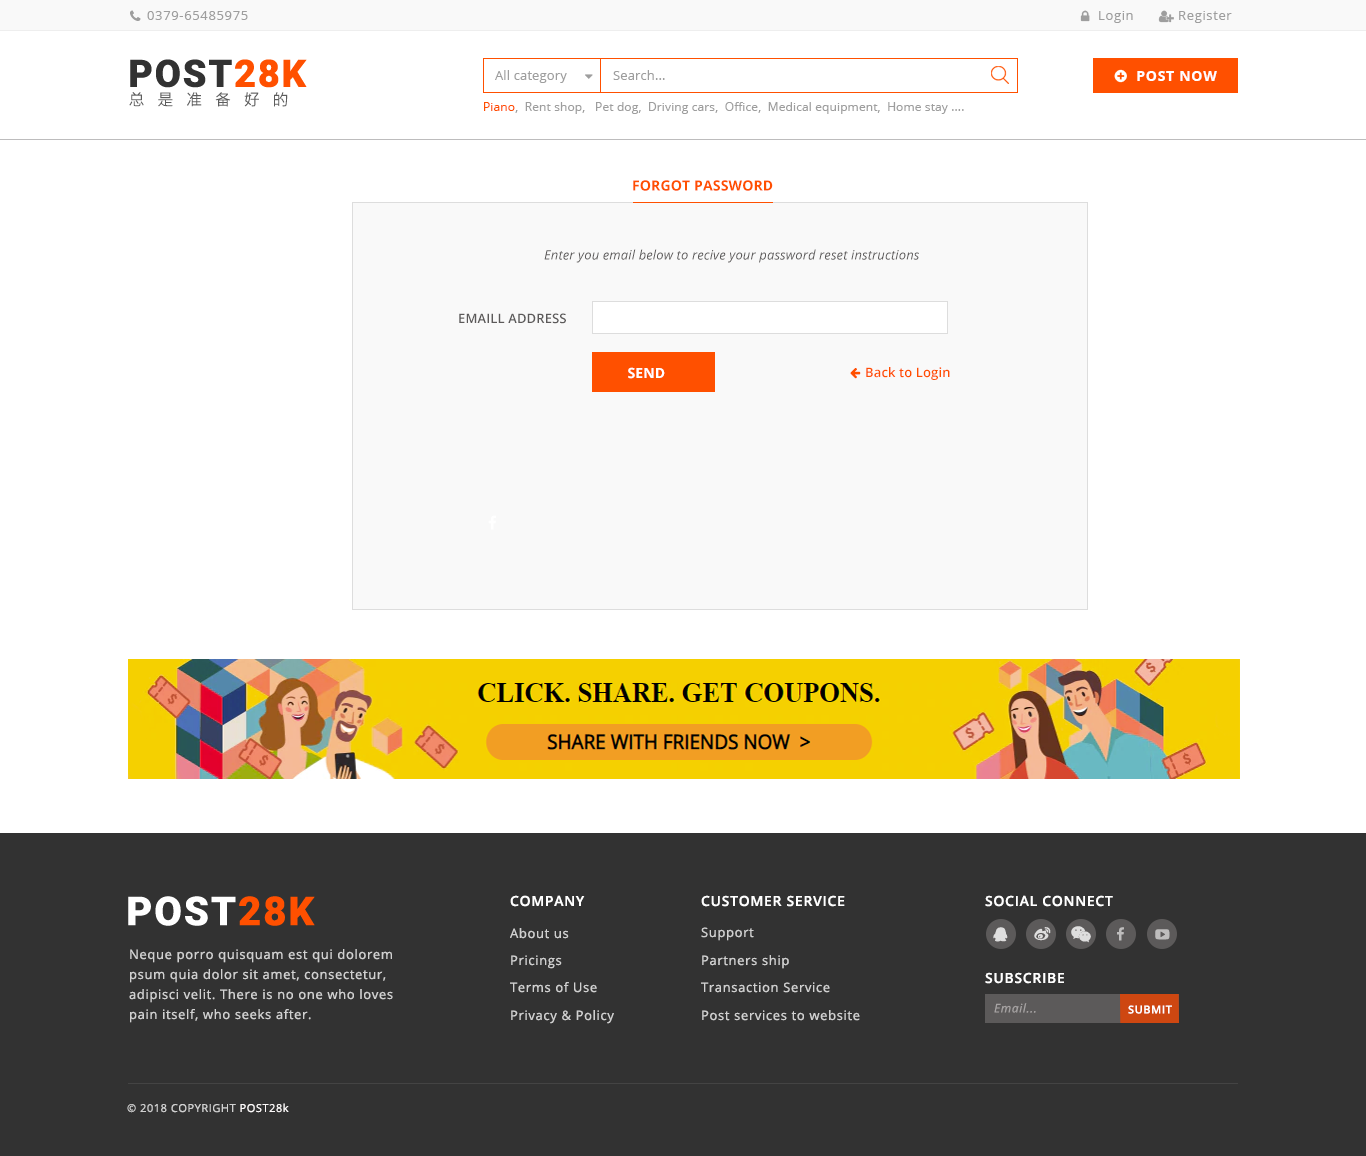 0379-65485975
Login
Register
POST28K
总是准备好的
All category
Search...
POST NOW
Piano, Rent shop, Pet dog, Driving cars, Office, Medical equipment, Home stay ....
FORGOT PASSWORD
Enter you email below to recive your password reset instructions
EMAILL ADDRESS
SEND
Back to Login
CLICK. SHARE. GET COUPONS.
SHARE WITH FRIENDS NOW >
POST28K
Neque porro quisquam est qui dolorem
psum quia dolor sit amet, consectetur,
adipisci velit. There is no one who loves
pain itself, who seeks after.
COMPANY
About us
Pricings
Terms of Use
Privacy & Policy
CUSTOMER SERVICE
Support
Partners ship
Transaction Service
Post services to website
SOCIAL CONNECT
SUBSCRIBE
Email...
SUBMIT
© 2018 COPYRIGHT POST28k